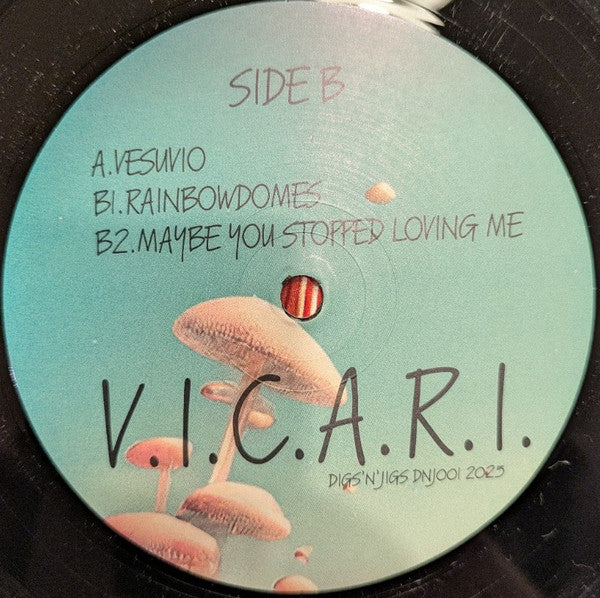 SIDE B
A.VESUVIO
B1.RAINBOWDOMES
B2.MAYBE YOU STOPPED LOVING ME
V.I.C.A.R.I.
DIGS'N'JIGS DNJ001 2025